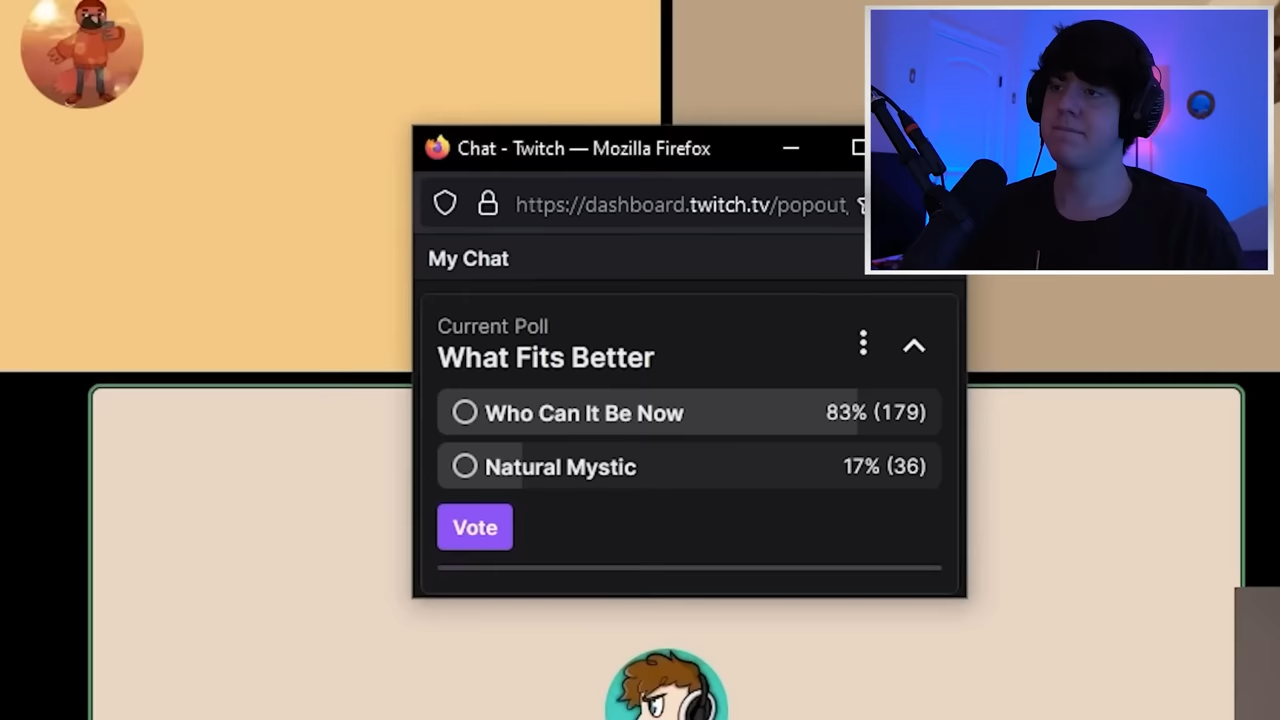 Chat - Twitch — Mozilla Firefox
https://dashboard.twitch.tv/popout
My Chat
Current Poll
What Fits Better
Who Can It Be Now 83% (179)
Natural Mystic 17% (36)
Vote